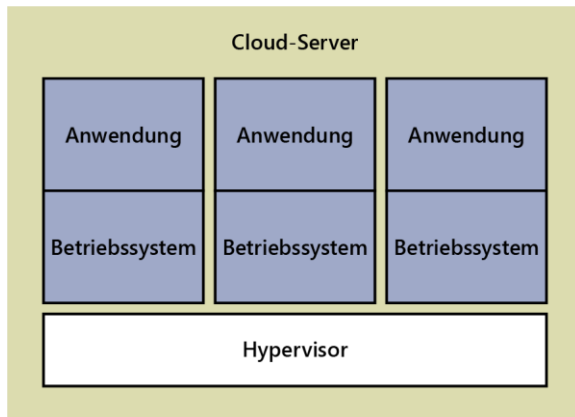 Cloud-Server
Anwendung Anwendung Anwendung
Betriebssystem Betriebssystem Betriebssystem
Hypervisor